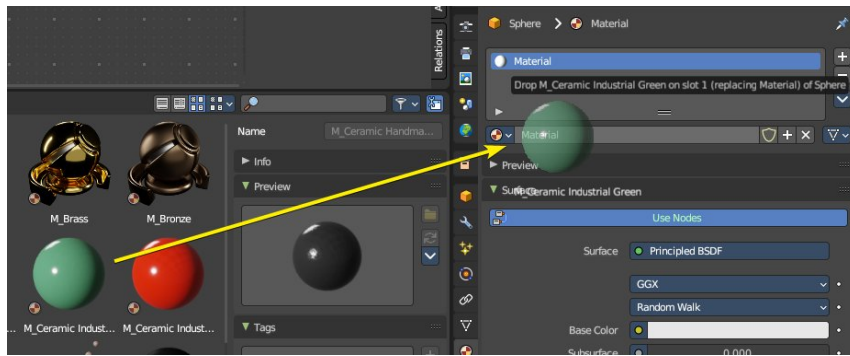 Relations
Name
M_Ceramic Handma...
Info
Preview
M_Brass
M_Bronze
M_Ceramic Indust...
M_Ceramic Indust...
Tags
Sphere
Material
Material
Drop M_Ceramic Industrial Green on slot 1 (replacing Material) of Sphere
Material
Preview
Surface
M_Ceramic Industrial Green
Use Nodes
Surface
Principled BSDF
GGX
Random Walk
Base Color
Subsurface
0.000